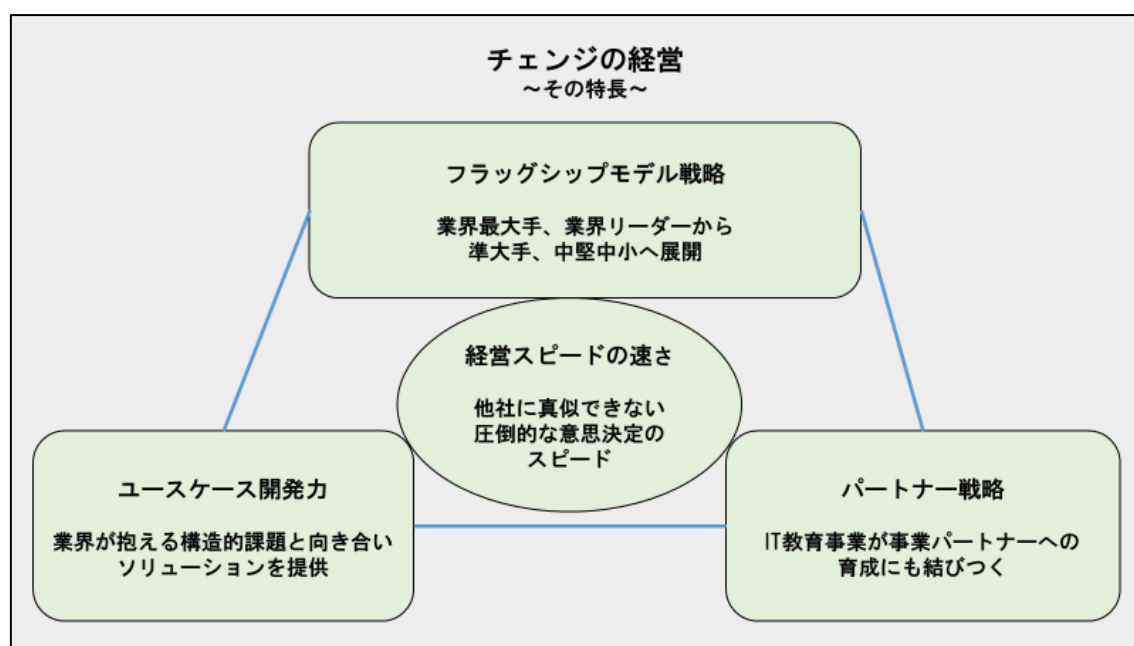 チェンジの経営
～その特長～
フラッグシップモデル戦略
業界最大手、業界リーダーから
準大手、中堅中小へ展開
経営スピードの速さ
他社に真似できない
圧倒的な意思決定の
スピード
ユースケース開発力
業界が抱える構造的課題と向き合い
ソリューションを提供
パートナー戦略
IT教育事業が事業パートナーへの
育成にも結びつく